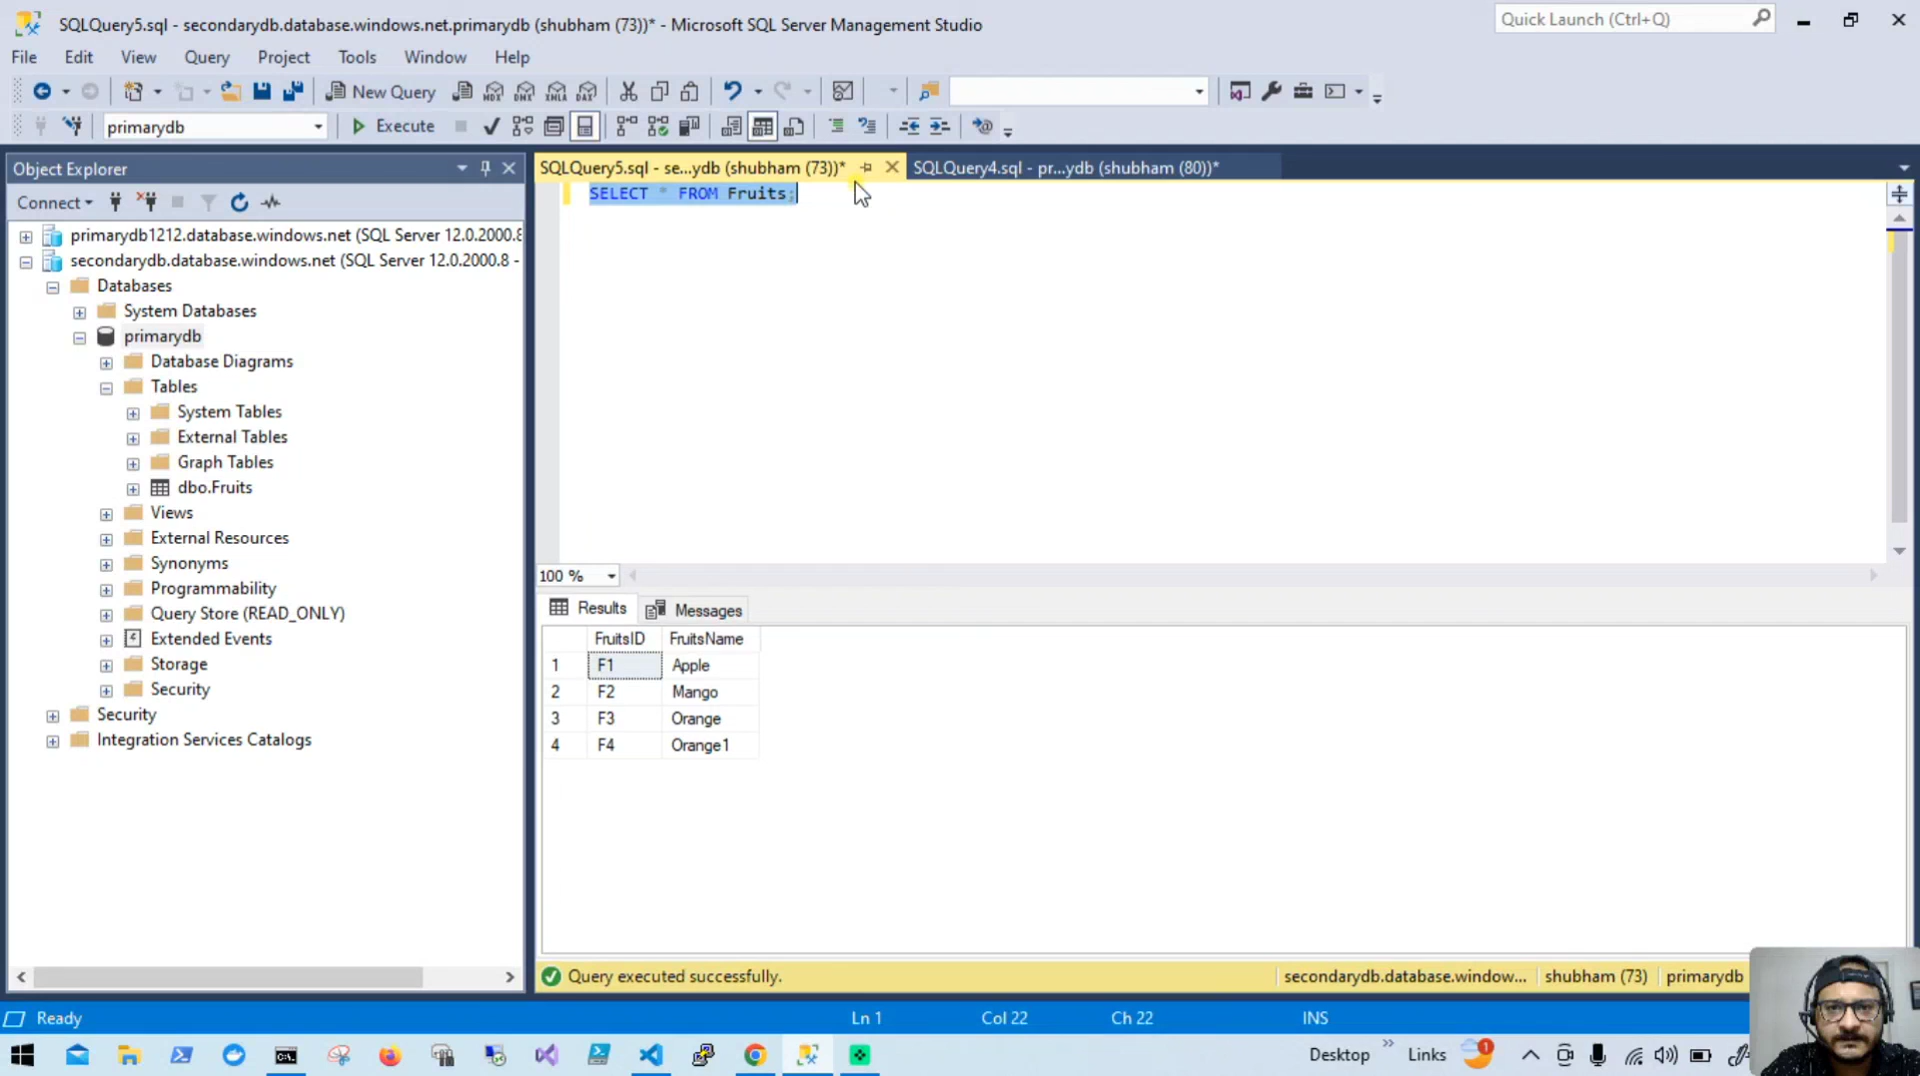 SQLQuery5.sql - secondarydb.database.windows.net.primarydb (shubham (73))* - Microsoft SQL Server Management Studio
Quick Launch (Ctrl+Q)
File Edit View Query Project Tools Window Help
New Query
MDX DMX XMLA DAX
primarydb
Execute
Object Explorer
SQLQuery5.sql - se...ydb (shubham (73))*
SQLQuery4.sql - pr...ydb (shubham (80))*
Connect
SELECT * FROM Fruits;
primarydb1212.database.windows.net (SQL Server 12.0.2000.8
secondarydb.database.windows.net (SQL Server 12.0.2000.8 -
Databases
System Databases
primarydb
Database Diagrams
Tables
System Tables
External Tables
Graph Tables
dbo.Fruits
Views
External Resources
Synonyms
Programmability
Query Store (READ_ONLY)
Extended Events
Storage
Security
Security
Integration Services Catalogs
100 %
Results Messages
FruitsID FruitsName
1 F1 Apple
2 F2 Mango
3 F3 Orange
4 F4 Orange1
Query executed successfully.
secondarydb.database.window...
shubham (73)
primarydb
Ready
Ln 1
Col 22
Ch 22
INS
Desktop
Links
1